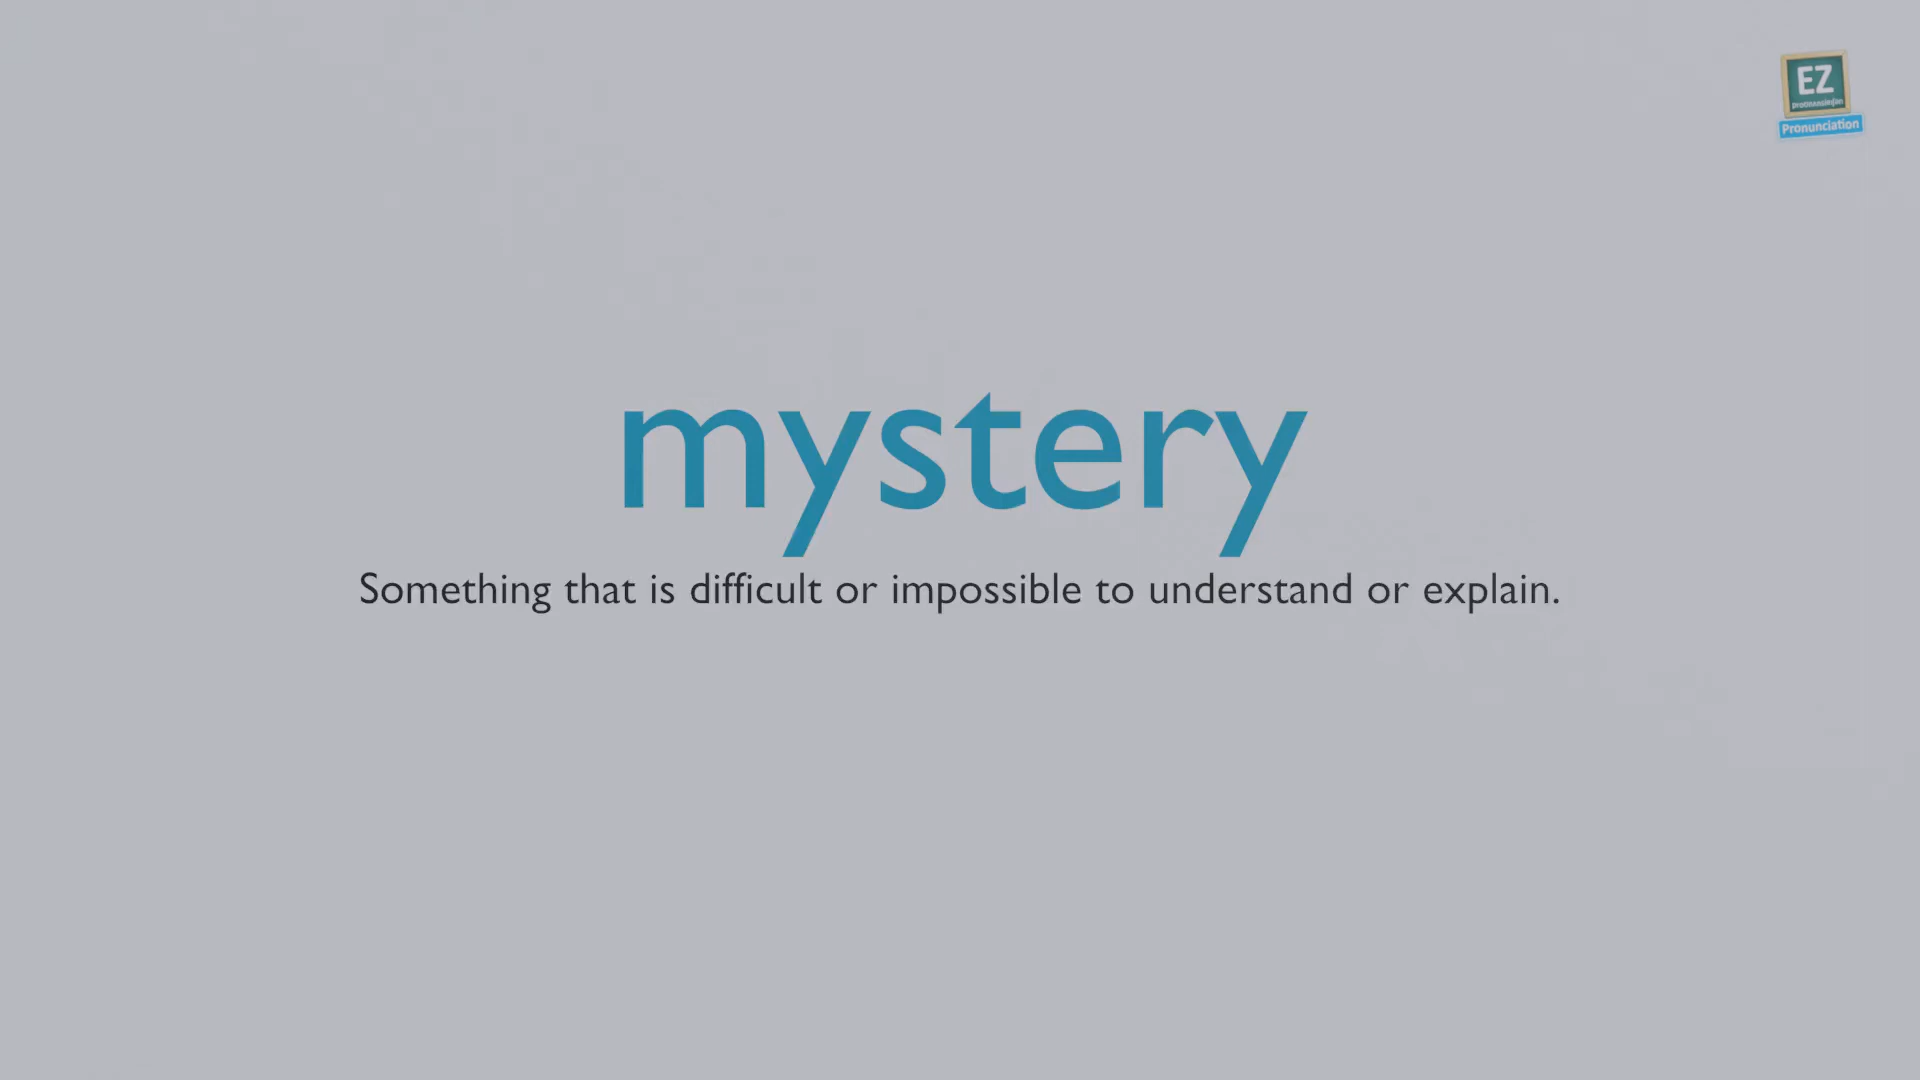 EZ
Pronunciation
mystery
Something that is difficult or impossible to understand or explain.